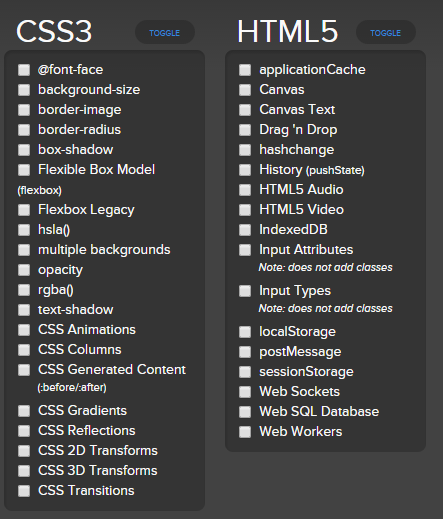 CSS3
TOGGLE
@font-face
background-size
border-image
border-radius
box-shadow
Flexible Box Model
(flexbox)
Flexbox Legacy
hsla()
multiple backgrounds
opacity
rgba()
text-shadow
CSS Animations
CSS Columns
CSS Generated Content
(:before/:after)
CSS Gradients
CSS Reflections
CSS 2D Transforms
CSS 3D Transforms
CSS Transitions
HTML5
TOGGLE
applicationCache
Canvas
Canvas Text
Drag 'n Drop
hashchange
History (pushState)
HTML5 Audio
HTML5 Video
IndexedDB
Input Attributes
Note: does not add classes
Input Types
Note: does not add classes
localStorage
postMessage
sessionStorage
Web Sockets
Web SQL Database
Web Workers